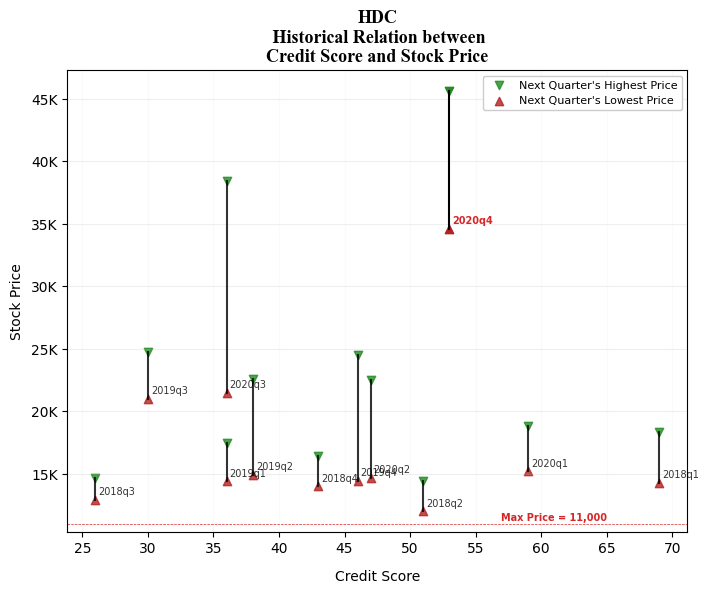 HDC
Historical Relation between
Credit Score and Stock Price
Next Quarter's Highest Price
Next Quarter's Lowest Price
45K
40K
35K
30K
25K
20K
15K
Stock Price
2020q4
2019q3
2020q3
2019q2
2019q1
2020q2
2019q4
2018q4
2020q1
2018q1
2018q3
2018q2
Max Price = 11,000
25
30
35
40
45
50
55
60
65
70
Credit Score